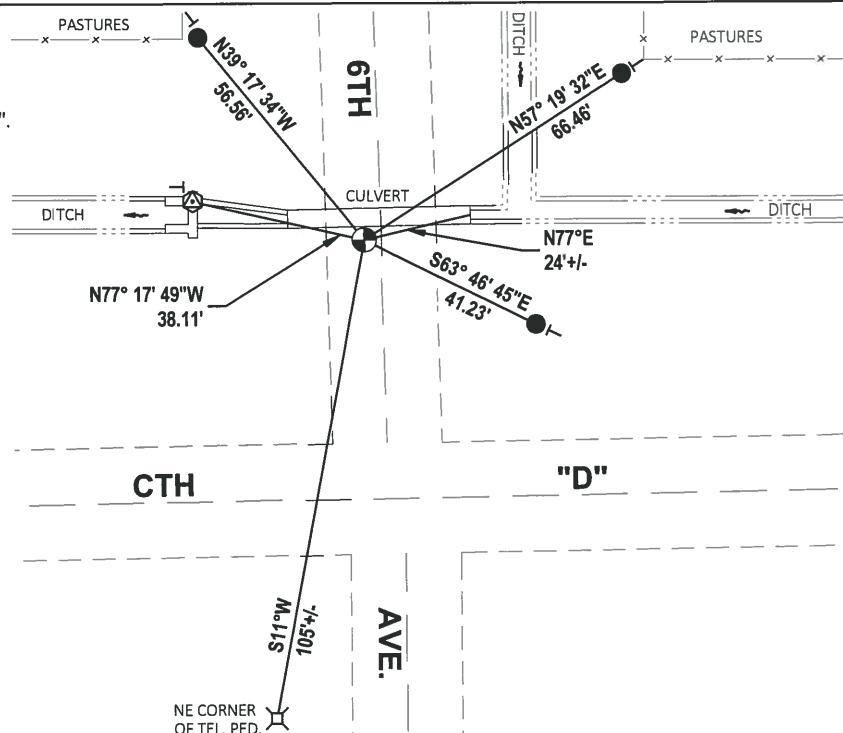 PASTURES
DITCH
PASTURES
N39° 17' 34"W
56.56'
6TH
N57° 19' 32"E
66.46'
".
CULVERT
DITCH
DITCH
N77°E
24'+/-
N77° 17' 49"W
38.11'
S63° 46' 45"E
41.23'
CTH
"D"
S11°W
105'+/-
AVE.
NE CORNER
OF TEL. PED.